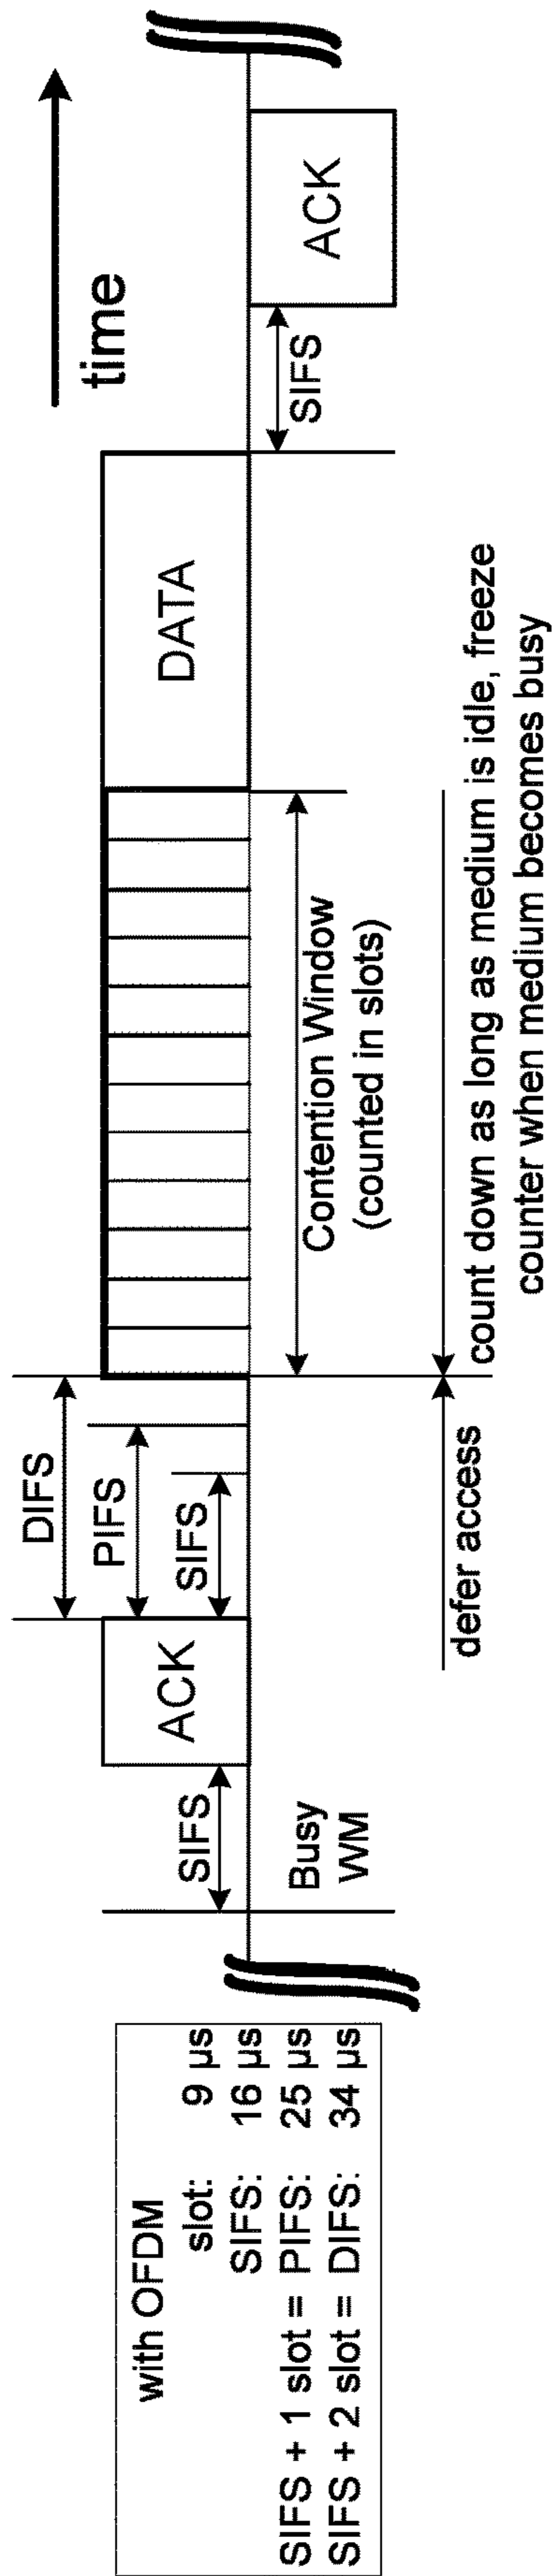 with OFDM
slot: 9 µs
SIFS: 16 µs
SIFS + 1 slot = PIFS: 25 µs
SIFS + 2 slot = DIFS: 34 µs
SIFS
Busy
WM
ACK
DIFS
PIFS
SIFS
defer access
Contention Window
(counted in slots)
count down as long as medium is idle, freeze
counter when medium becomes busy
DATA
SIFS
ACK
time